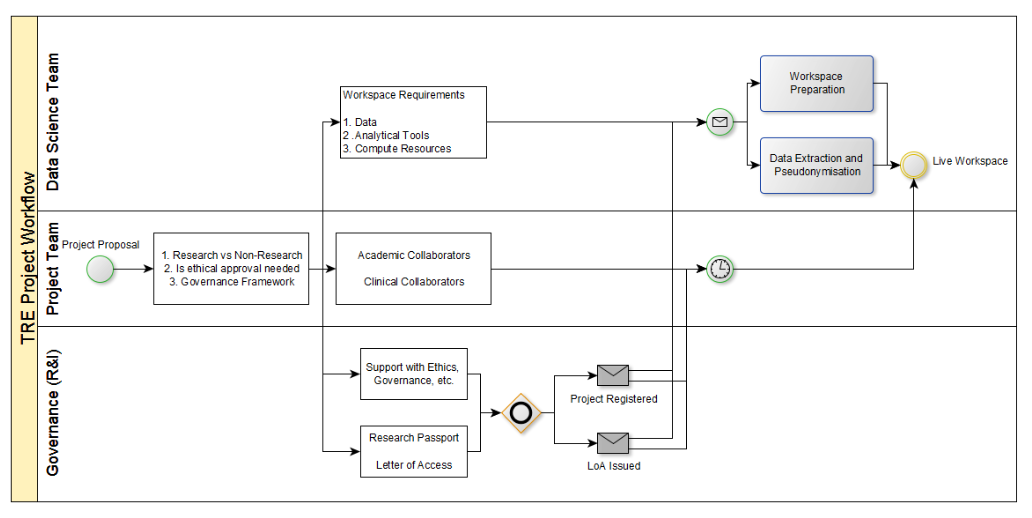 TRE Project Workflow
Data Science Team
Workspace Requirements
1. Data
2 .Analytical Tools
3. Compute Resources
Workspace
Preparation
Data Extraction and
Pseudonymisation
Live Workspace
Project Team
Project Proposal
1. Research vs Non-Research
2. Is ethical approval needed
3. Governance Framework
Academic Collaborators
Clinical Collaborators
Governance (R&I)
Support with Ethics,
Governance, etc.
Research Passport
Letter of Access
Project Registered
LoA Issued